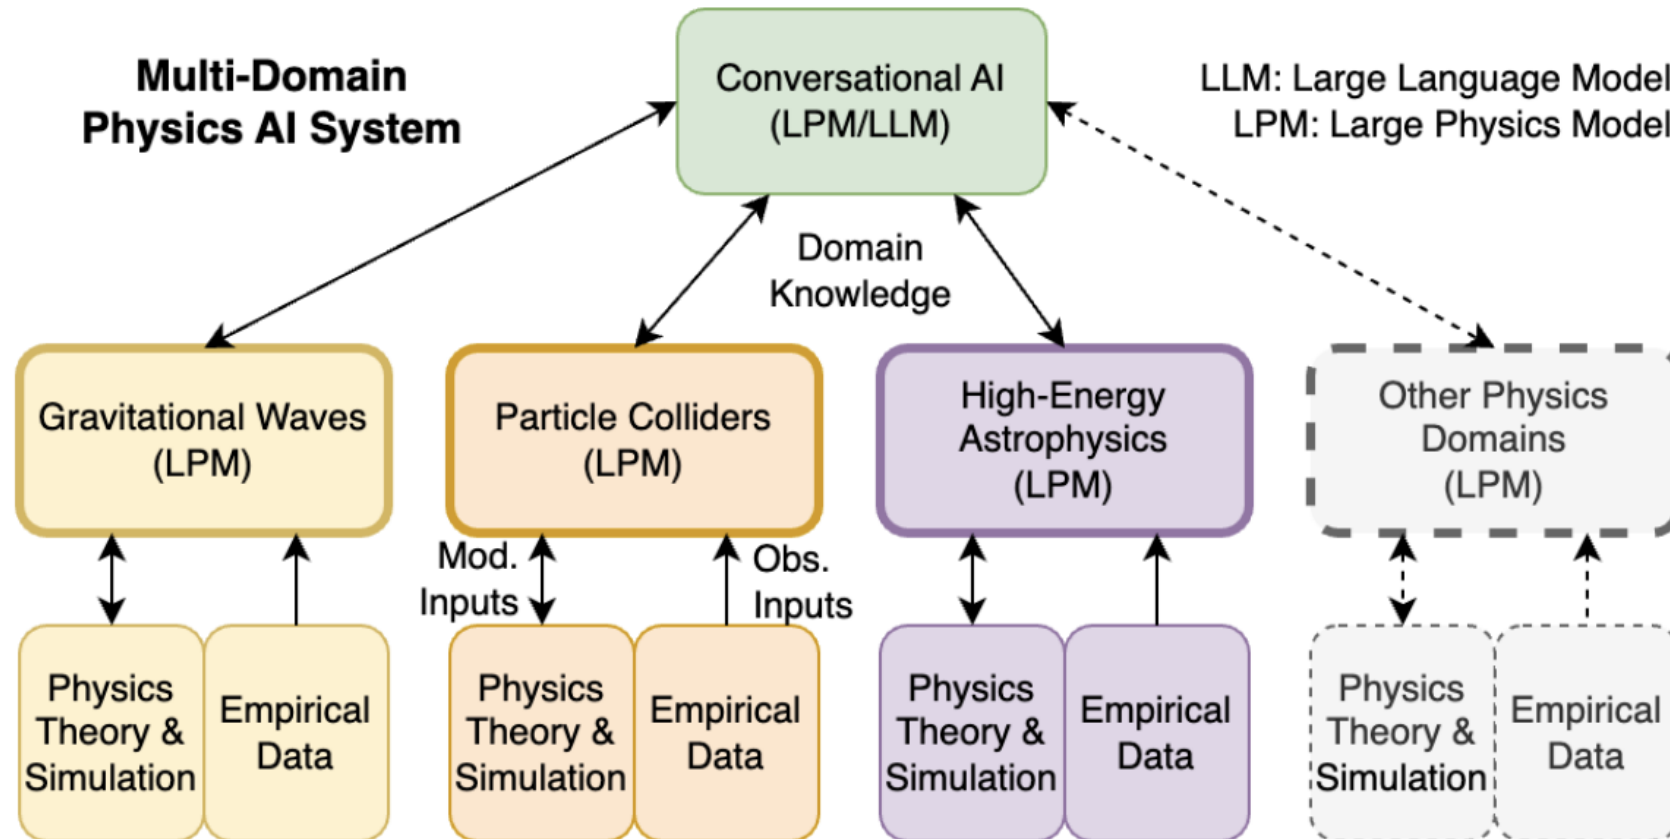 Multi-Domain
Physics AI System
Conversational AI
(LPM/LLM)
LLM: Large Language Model
LPM: Large Physics Model
Domain
Knowledge
Gravitational Waves
(LPM)
Particle Colliders
(LPM)
High-Energy
Astrophysics
(LPM)
Other Physics
Domains
(LPM)
Mod.
Inputs
Obs.
Inputs
Physics
Theory &
Simulation
Empirical
Data
Physics
Theory &
Simulation
Empirical
Data
Physics
Theory &
Simulation
Empirical
Data
Physics
Theory &
Simulation
Empirical
Data